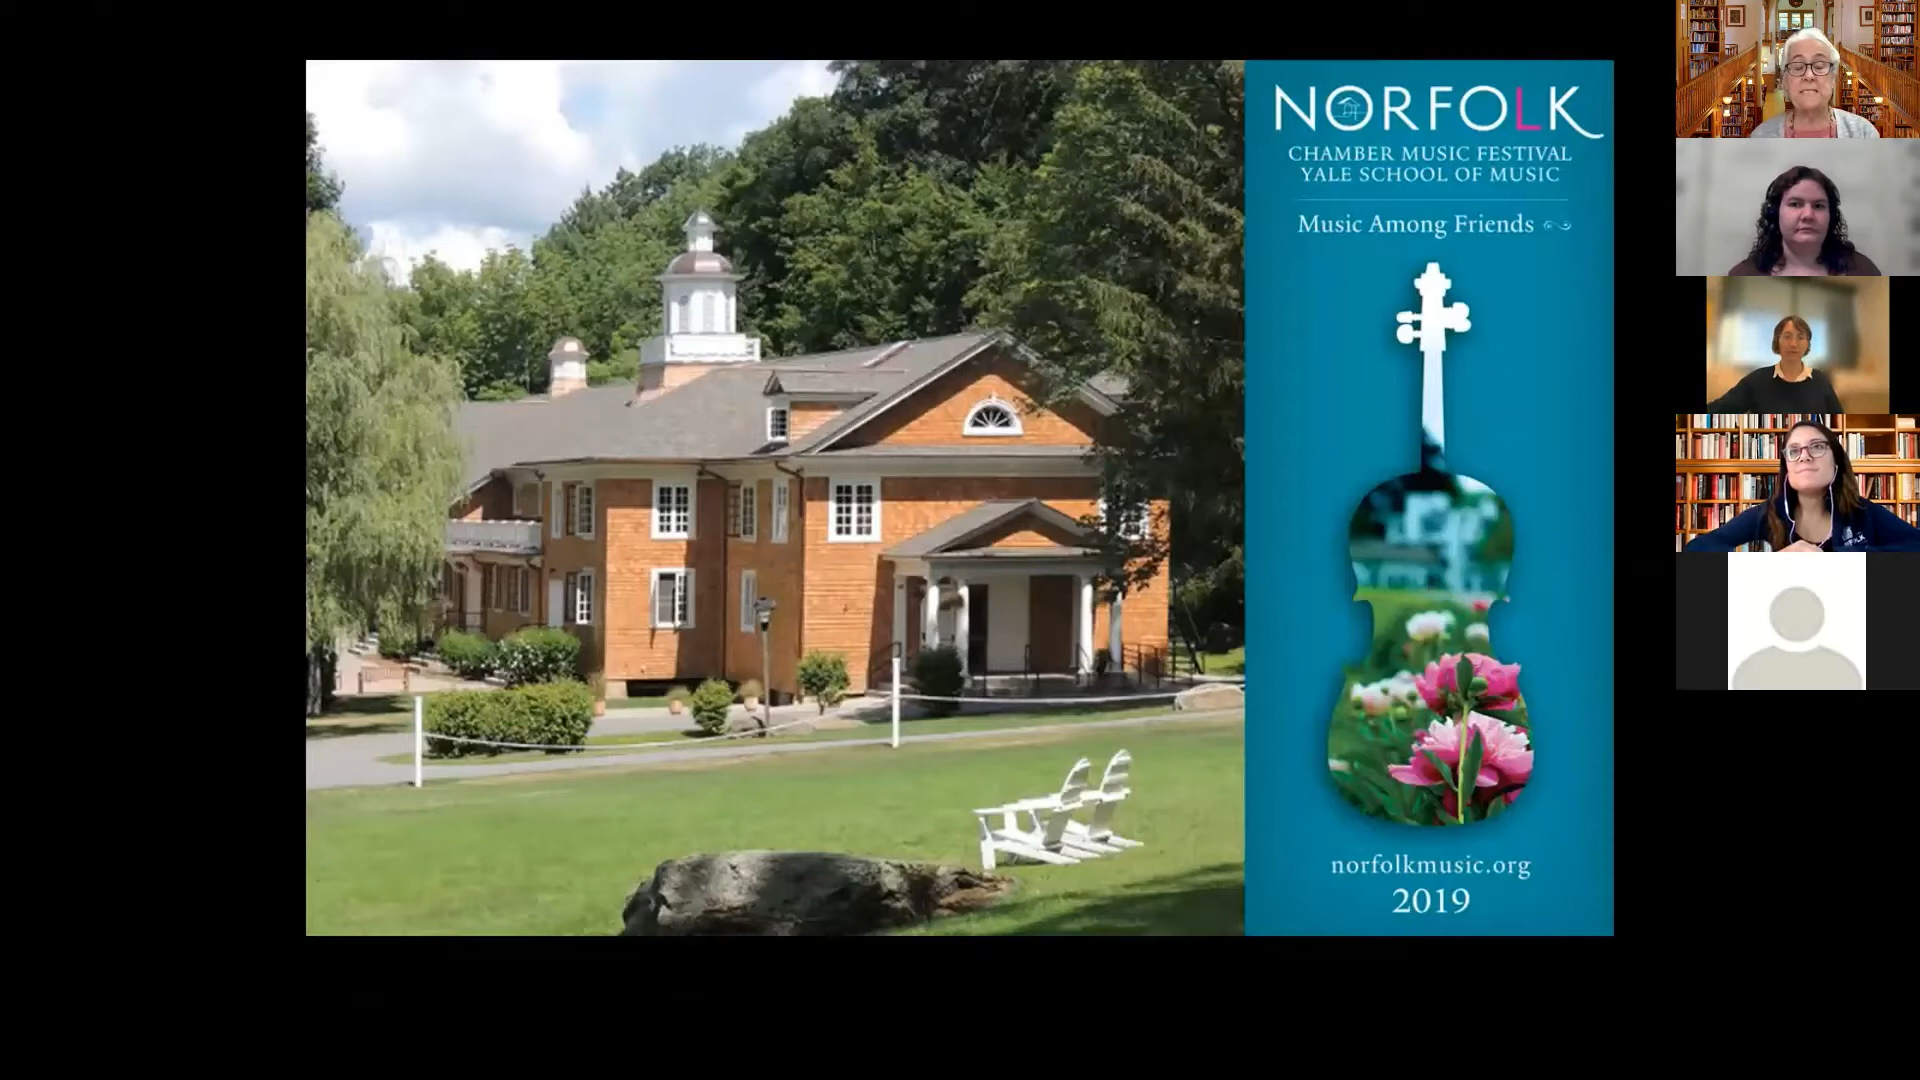 NORFOLK
CHAMBER MUSIC FESTIVAL
YALE SCHOOL OF MUSIC
Music Among Friends
norfolkmusic.org
2019